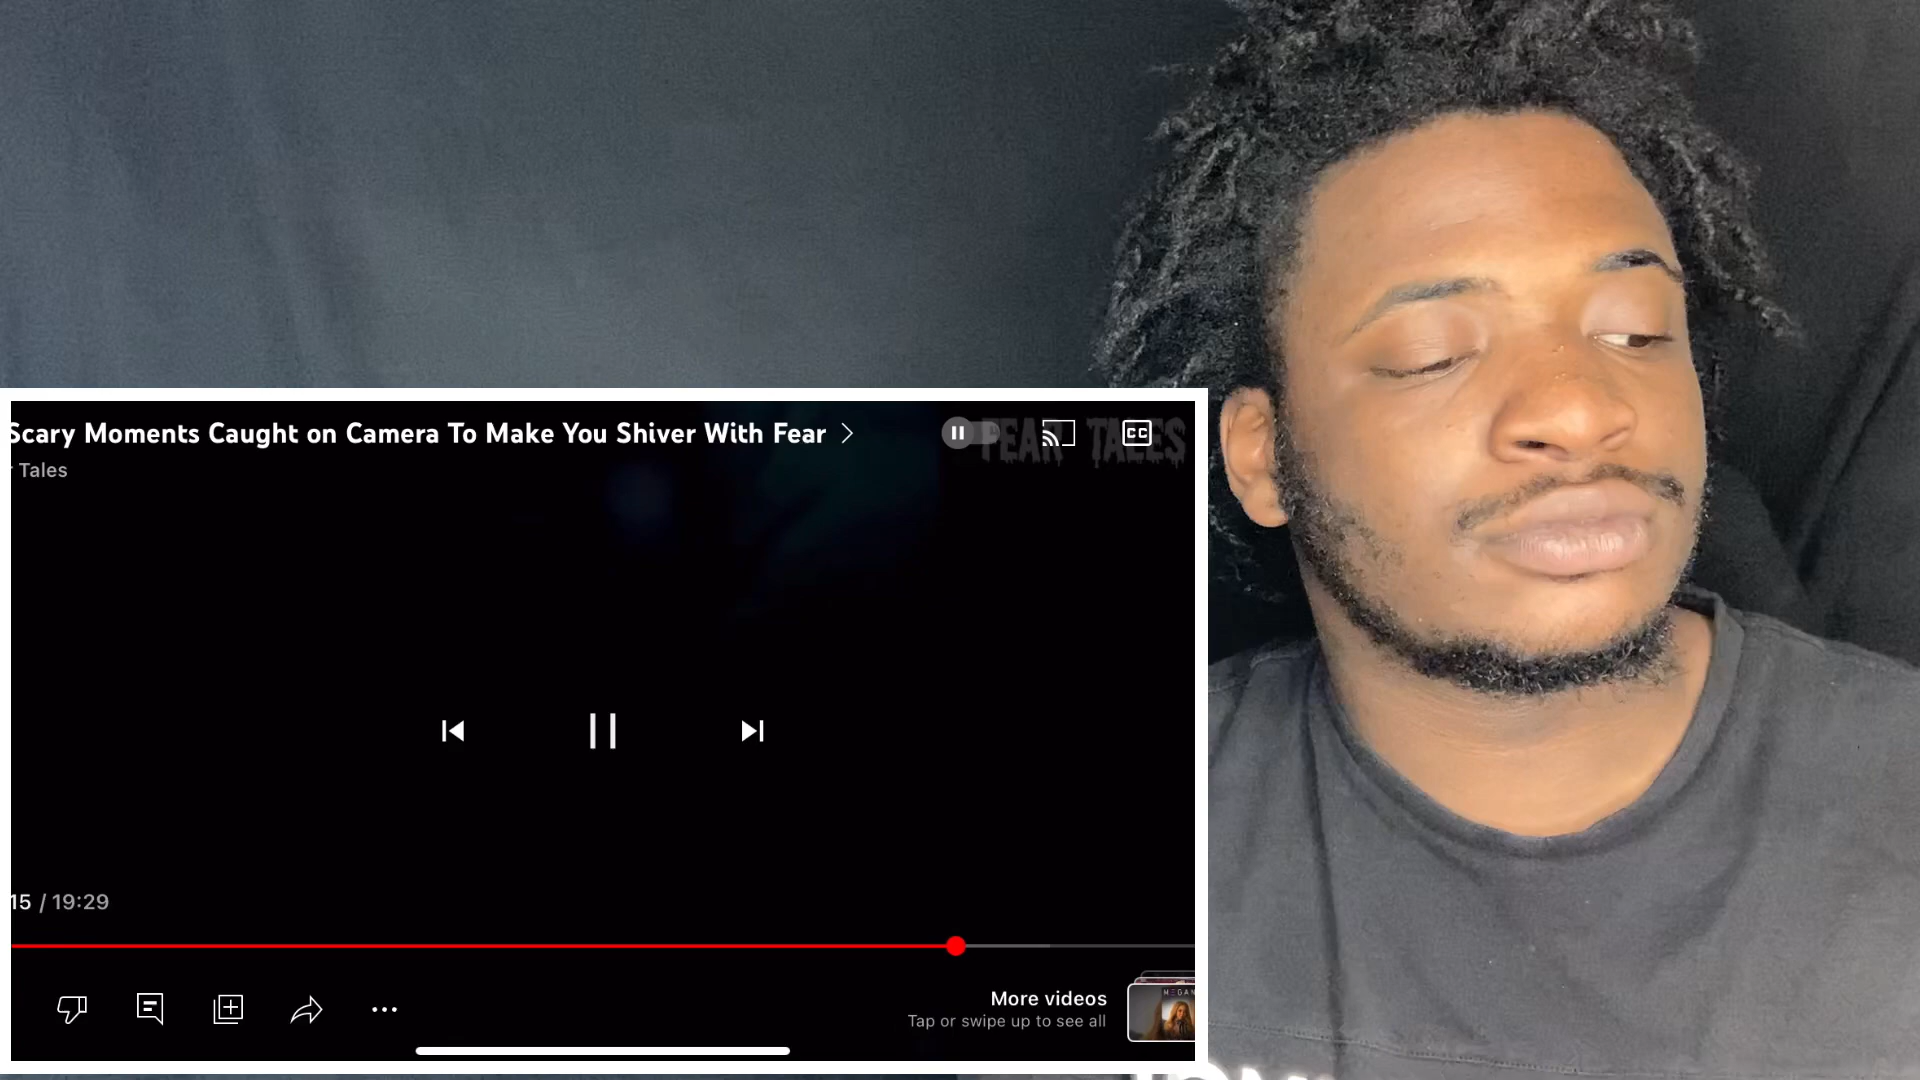 Scary Moments Caught on Camera To Make You Shiver With Fear
FEAR TALES
CC
Tales
15 / 19:29
More videos
Tap or swipe up to see all